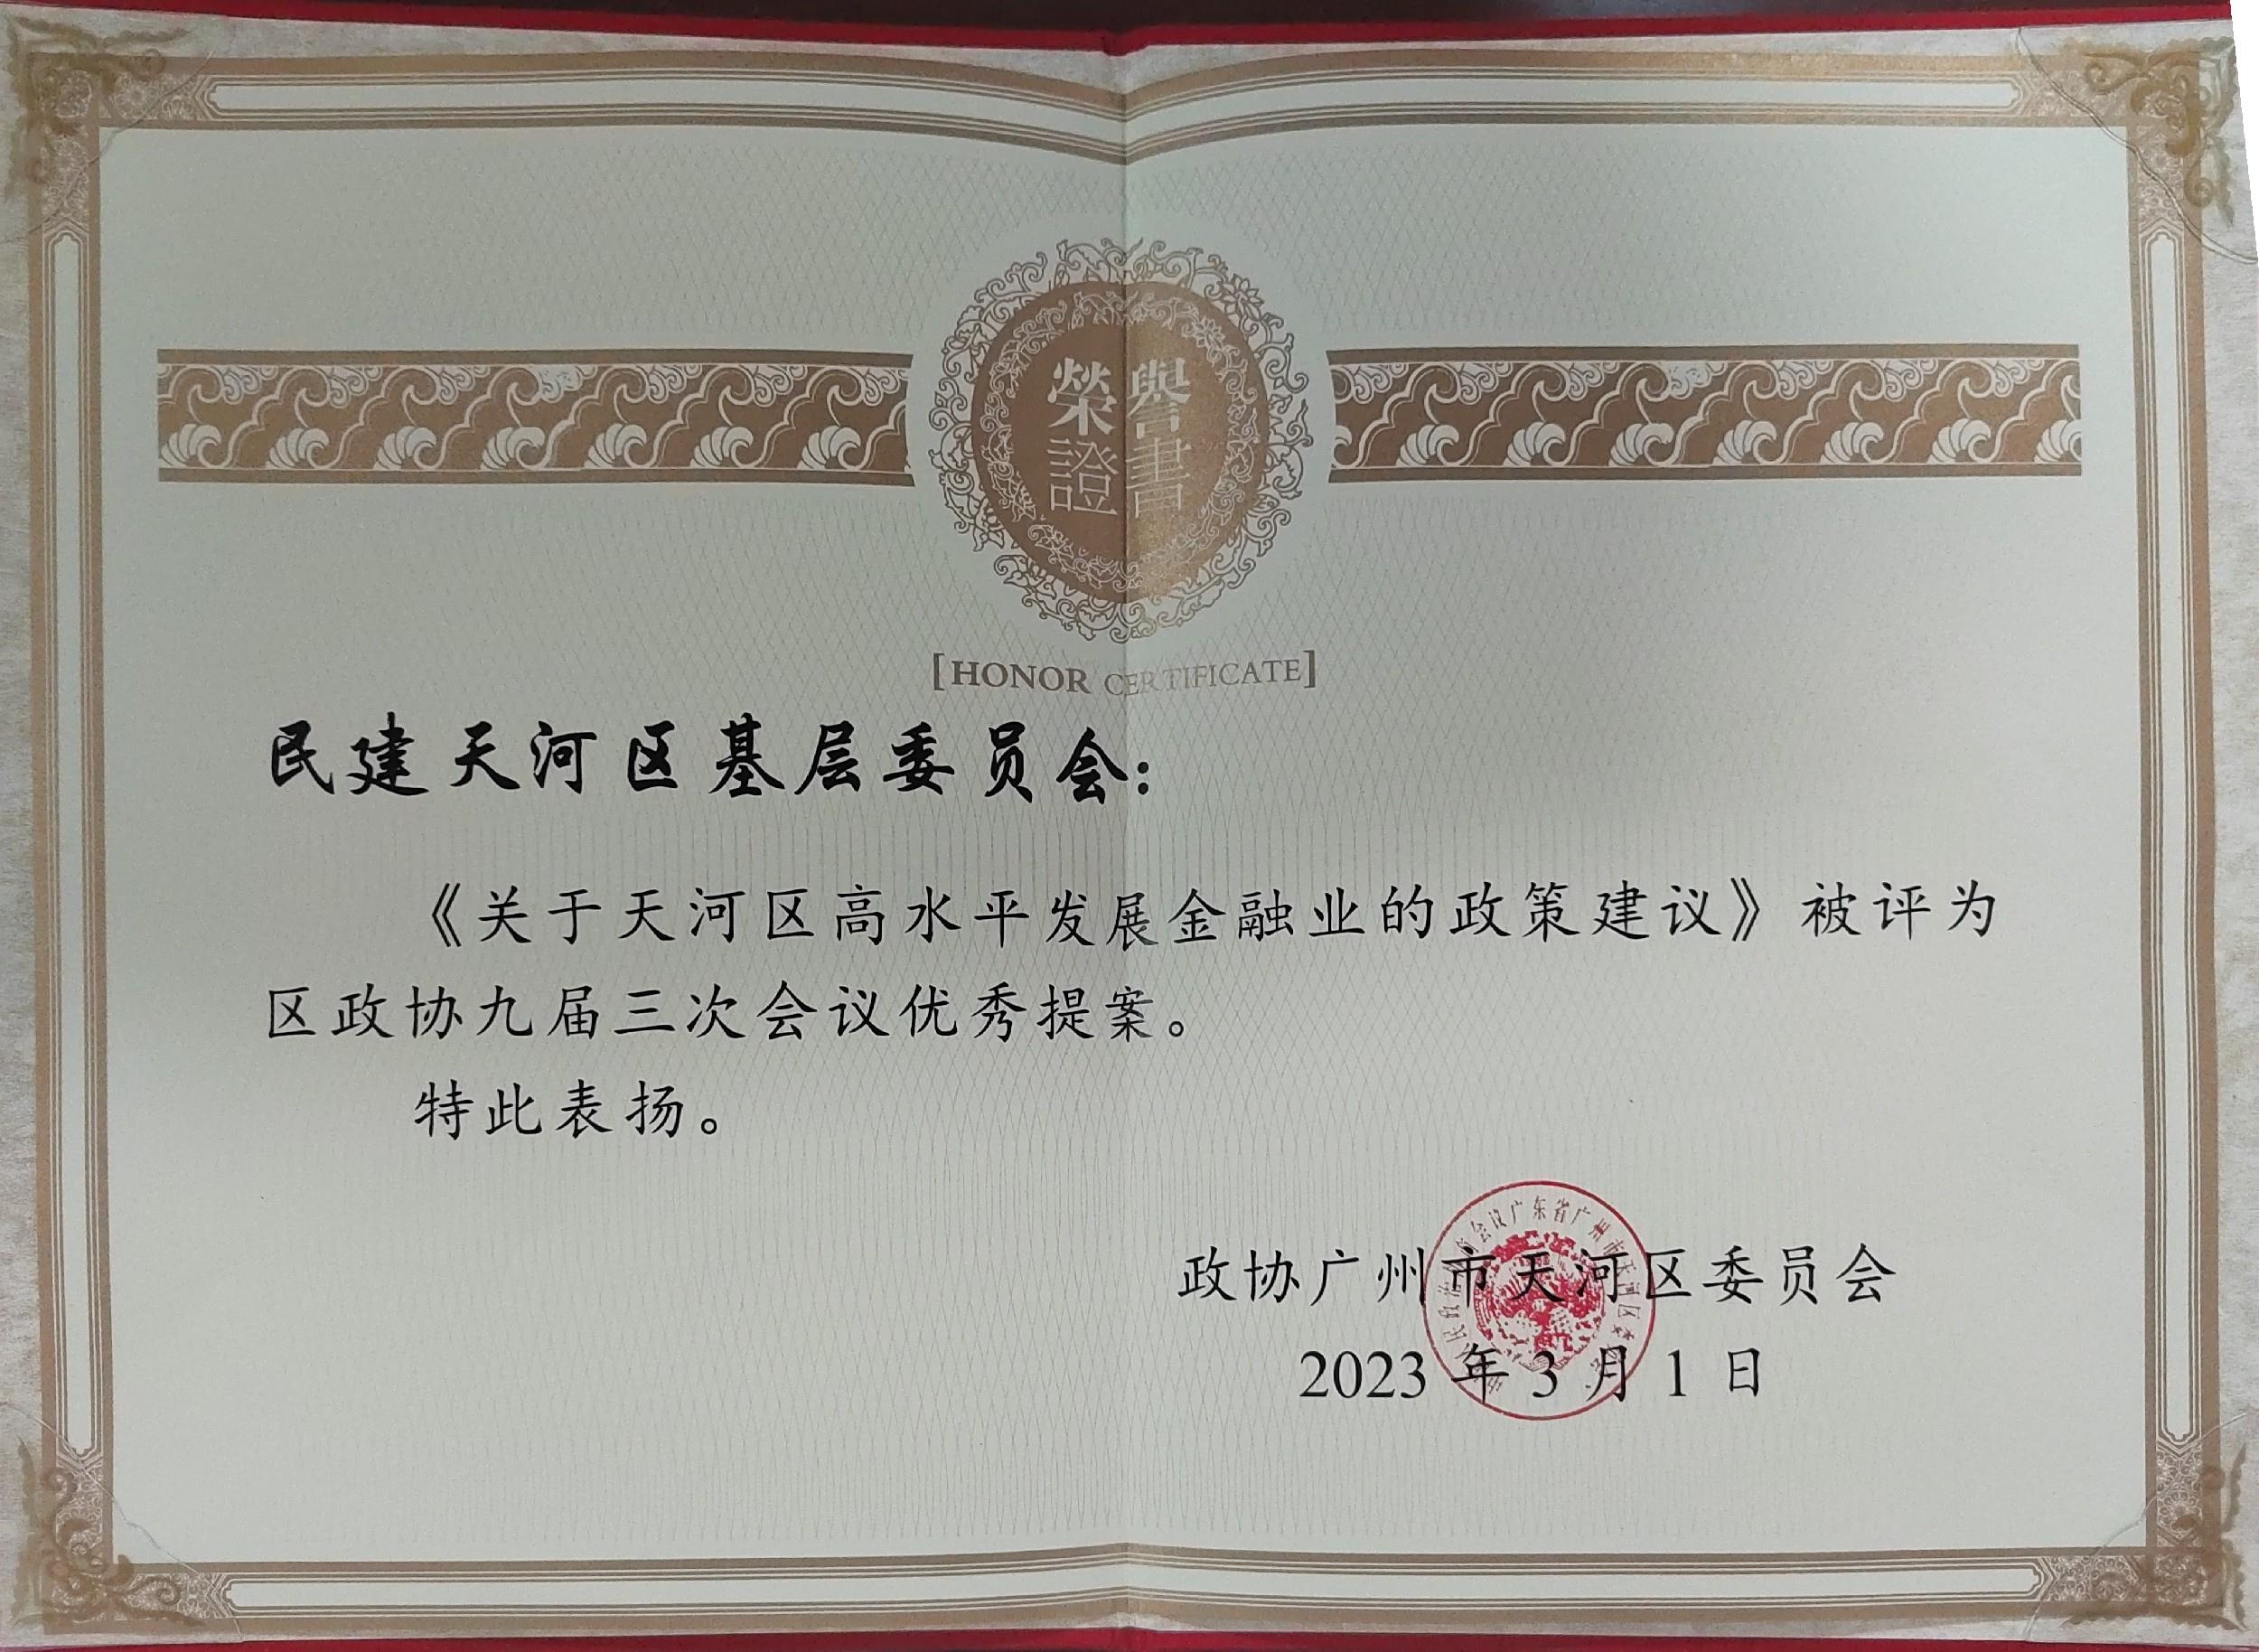 榮譽
證書
[HONOR CERTIFICATE]
民建天河区基层委员会：
《关于天河区高水平发展金融业的政策建议》被评为
区政协九届三次会议优秀提案。
特此表扬。
政协广州市天河区委员会
2023年3月1日